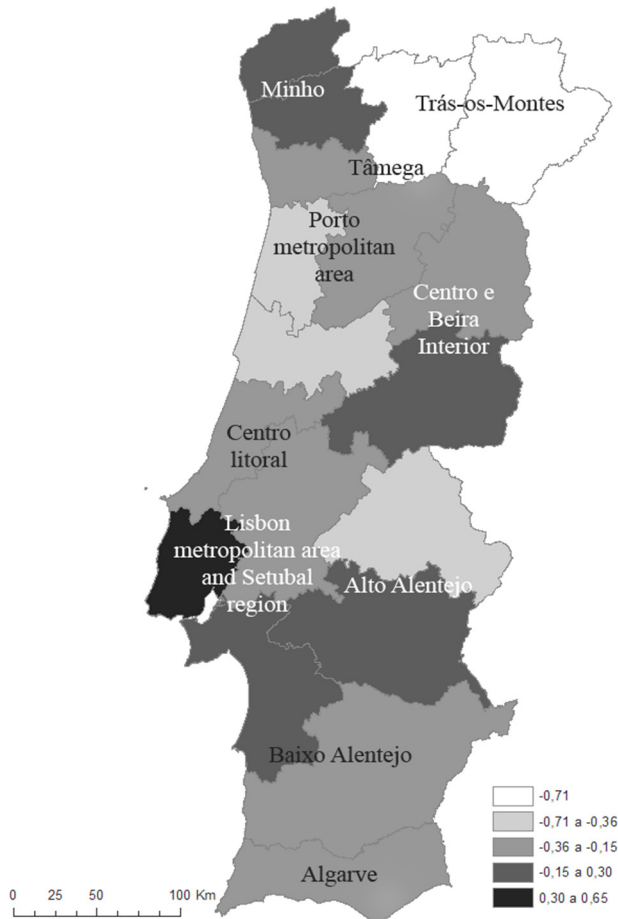 Minho
Trás-os-Montes
Tâmega
Porto
metropolitan
area
Centro e
Beira
Interior
Centro
litoral
Lisbon
metropolitan area
and Setubal
region
Alto Alentejo
Baixo Alentejo
Algarve
-0,71
-0,71 a -0,36
-0,36 a -0,15
-0,15 a 0,30
0,30 a 0,65
0 25 50 100 Km